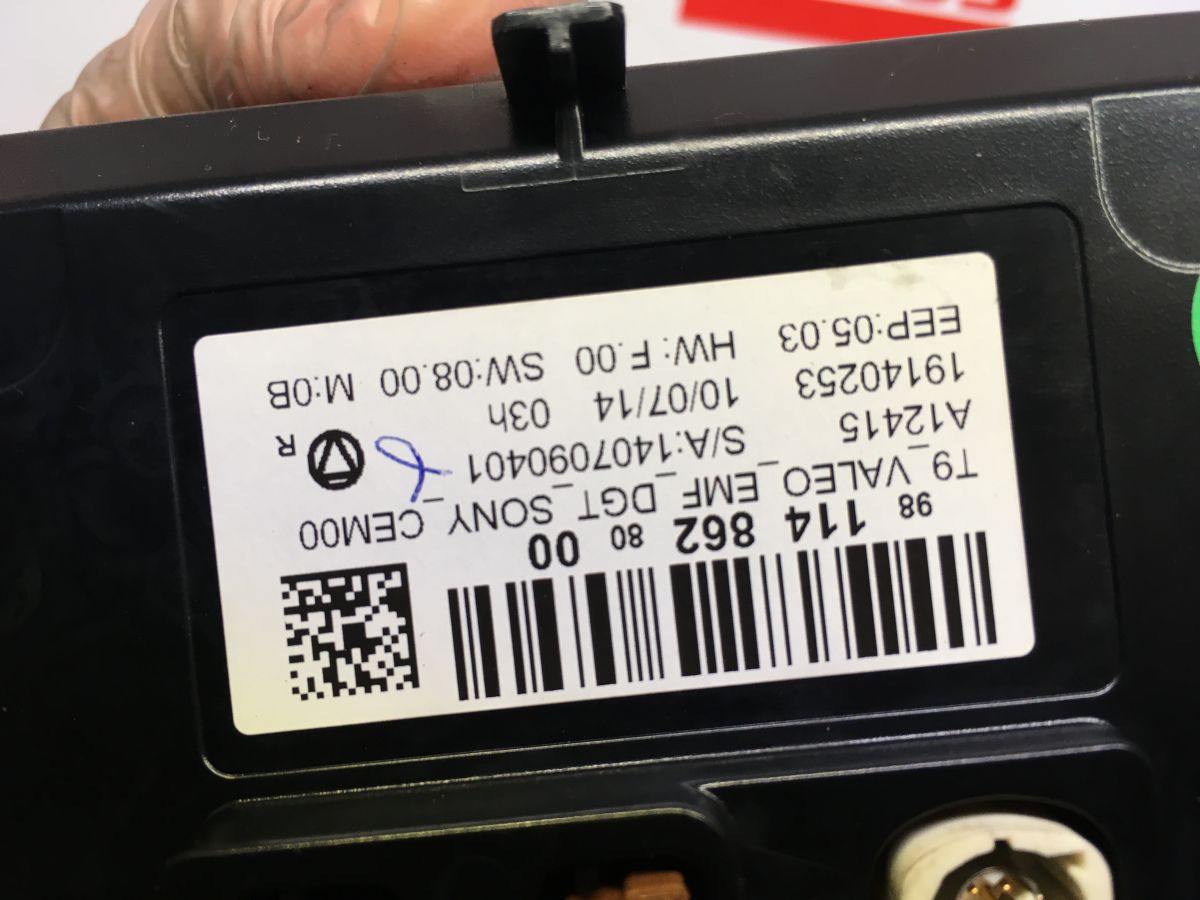 98 114 862 80 00
T9_VALEO_EMF_DGT_SONY_CEM00
A12415 S/A:1407090401
19140253 10/07/14 03h R
EEP:05.03 HW:F.00 SW:08.00 M:0B